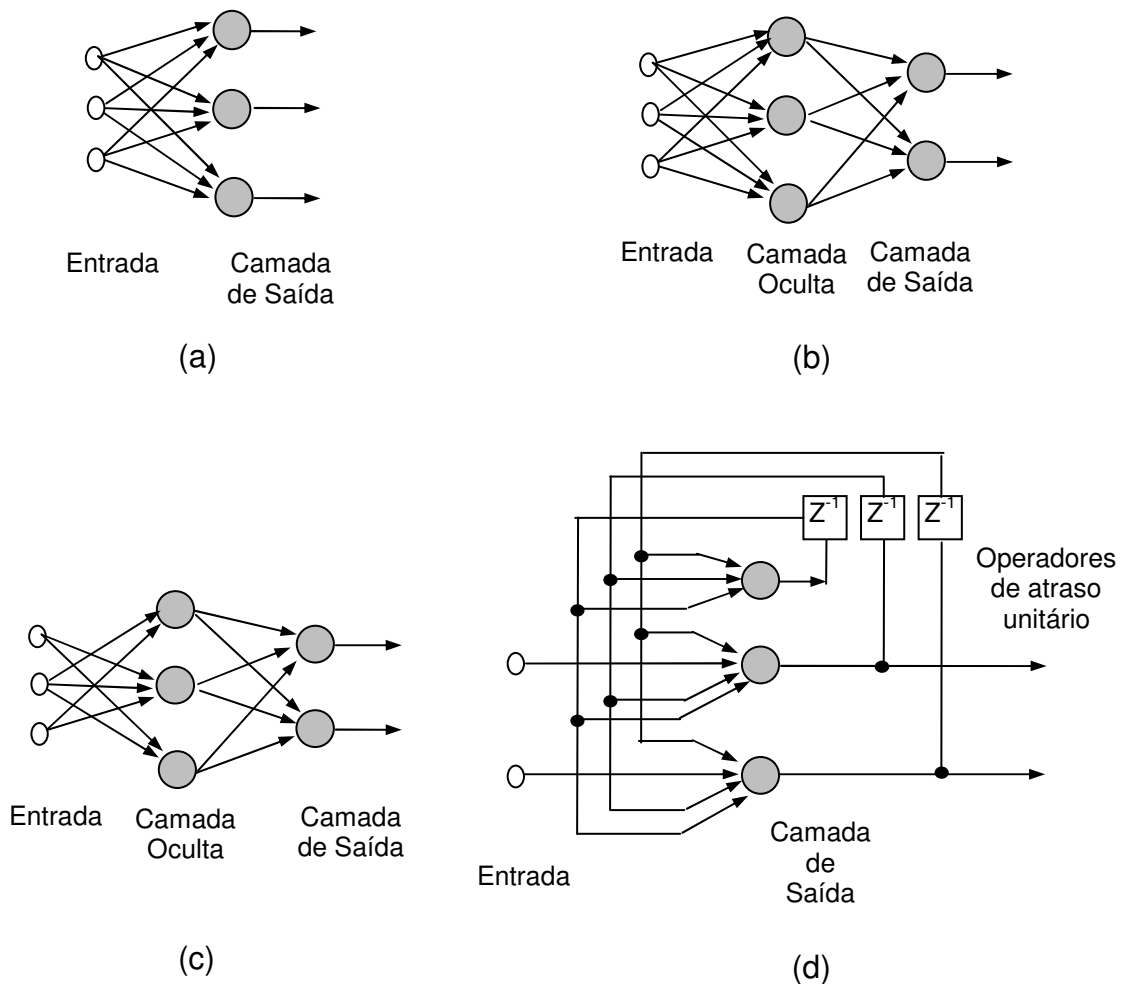 Entrada
Camada
de Saída
(a)
Entrada
Camada
Oculta
Camada
de Saída
(b)
Entrada
Camada
Oculta
Camada
de Saída
(c)
Z-1
Z-1
Z-1
Operadores
de atraso
unitário
Entrada
Camada
de
Saída
(d)